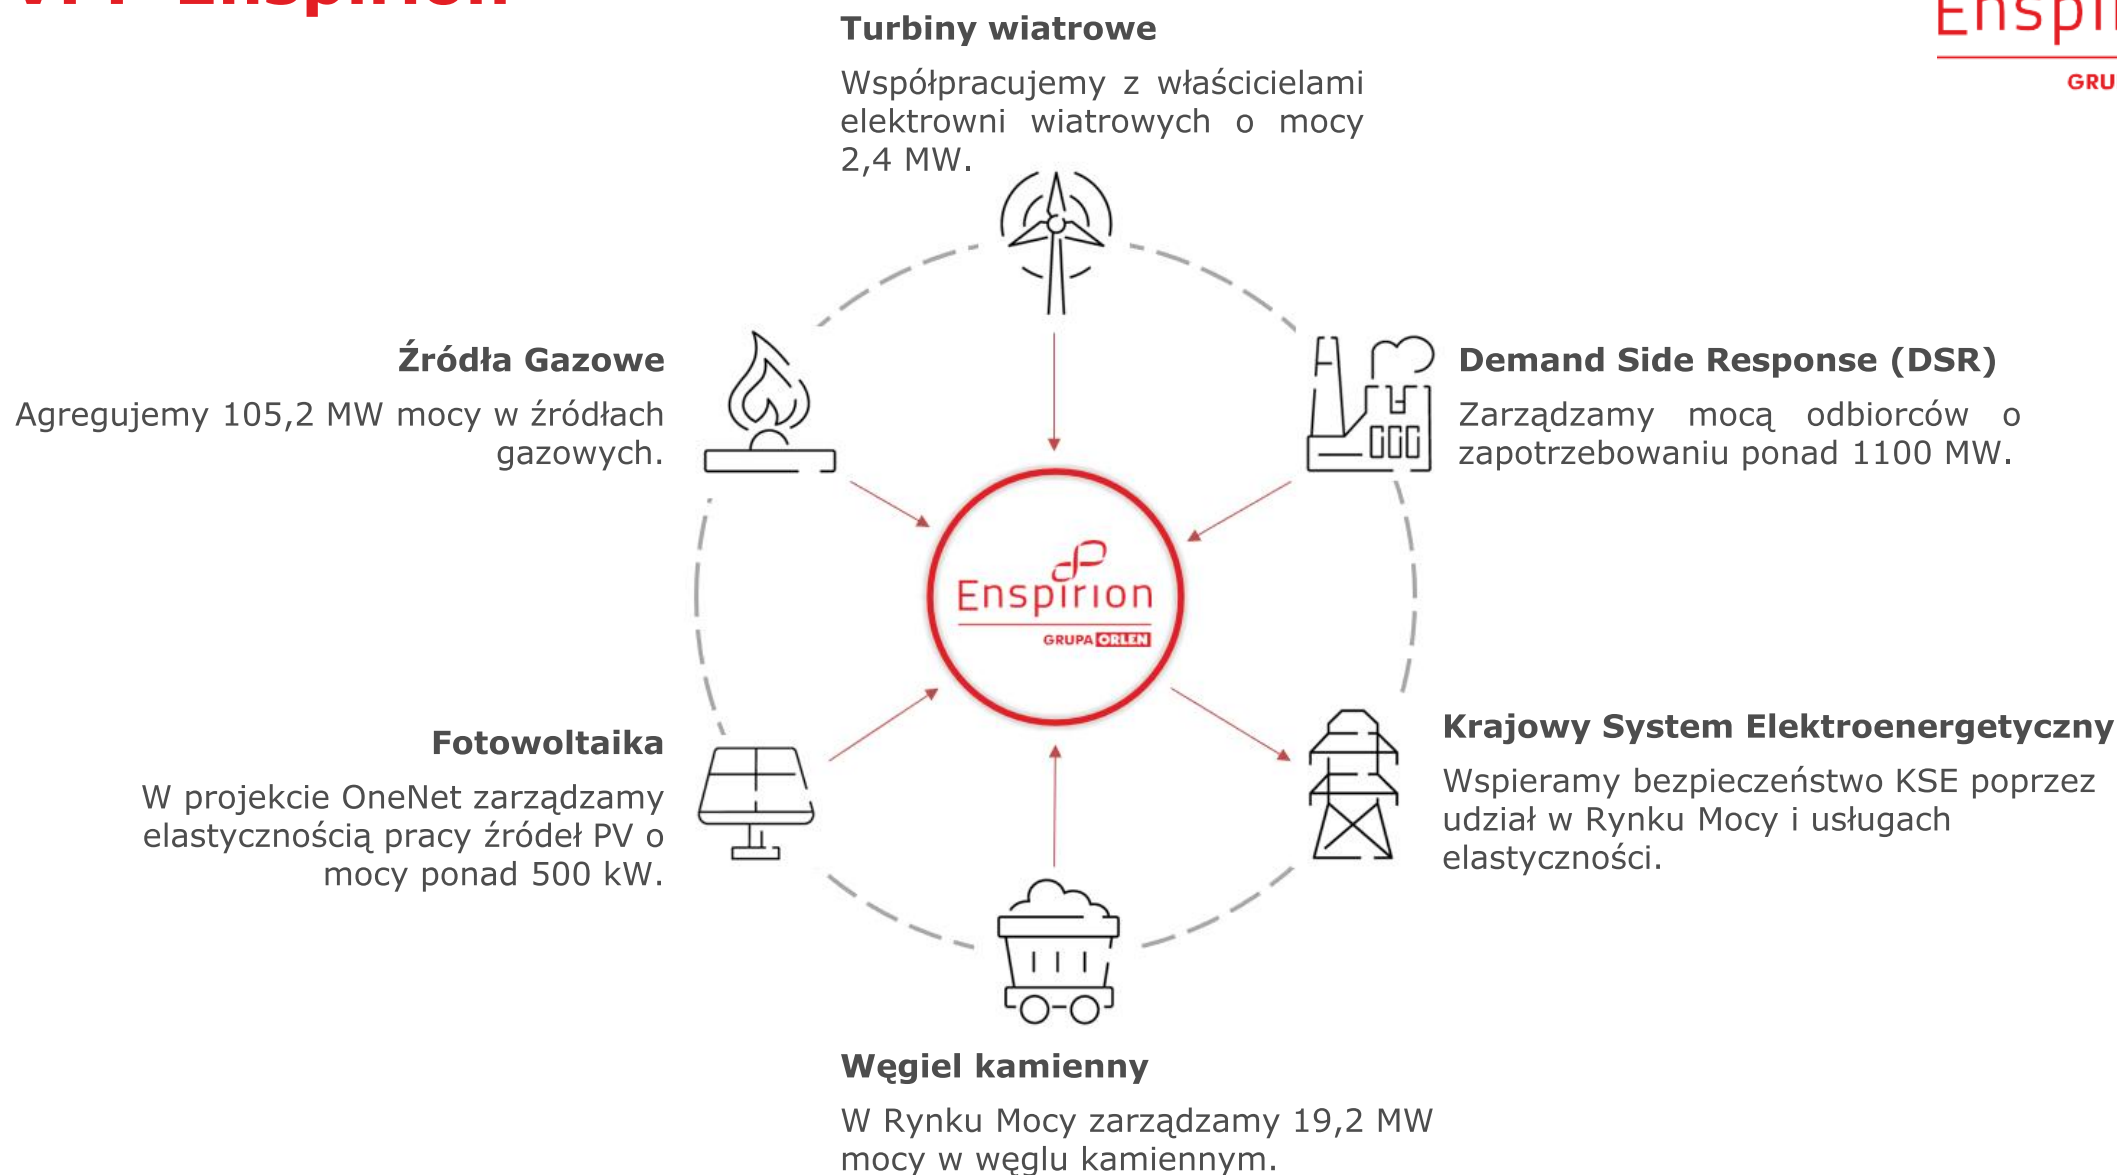 Enspirion
Turbiny wiatrowe
Współpracujemy z właścicielami
elektrowni wiatrowych o mocy
2,4 MW.
Źródła Gazowe
Agregujemy 105,2 MW mocy w źródłach
gazowych.
Demand Side Response (DSR)
Zarządzamy mocą odbiorców o
zapotrzebowaniu ponad 1100 MW.
Enspirion
GRUPA ORLEN
Fotowoltaika
W projekcie OneNet zarządzamy
elastycznością pracy źródeł PV o
mocy ponad 500 kW.
Krajowy System Elektroenergetyczny
Wspieramy bezpieczeństwo KSE poprzez
udział w Rynku Mocy i usługach
elastyczności.
Węgiel kamienny
W Rynku Mocy zarządzamy 19,2 MW
mocy w węglu kamiennym.